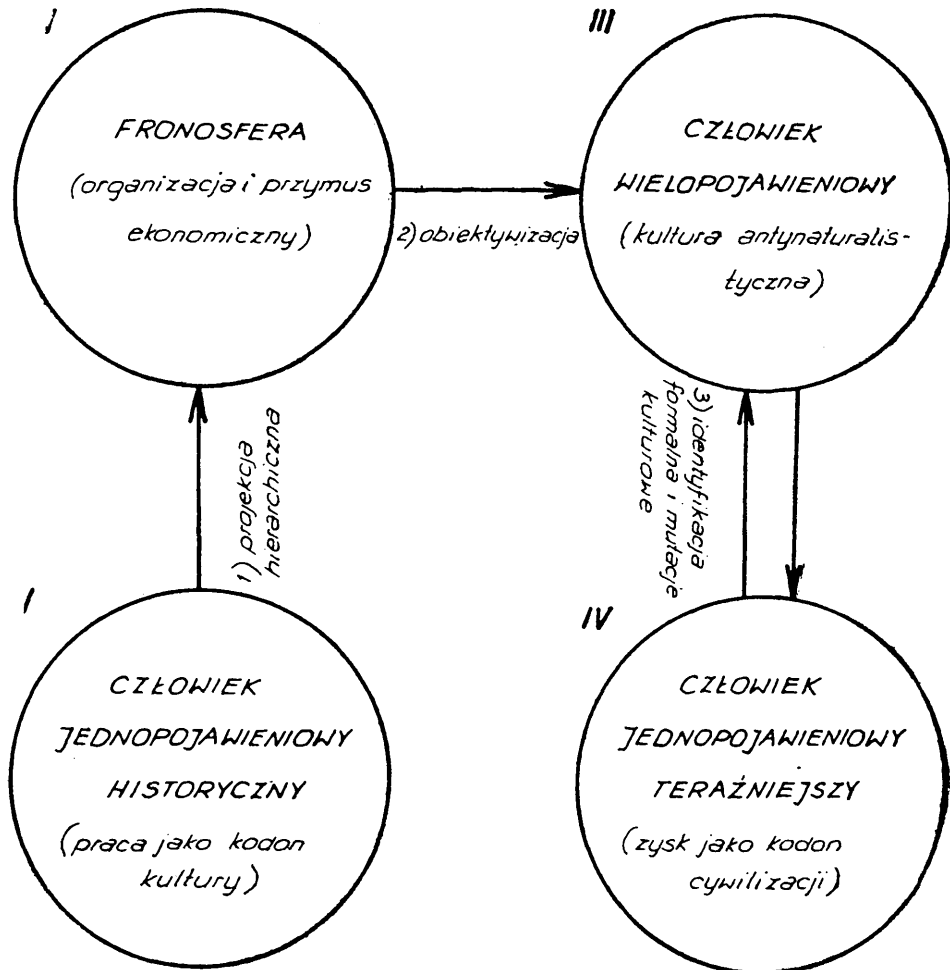 I
FRONOSFERA
(organizacja i przymus
ekonomiczny)
2) obiektywizacja
III
CZŁOWIEK
WIELOPOJAWIENIOWY
(kultura antynaturalis-
tyczna)
1) projekcja
hierarchiczna
3) identyfikacja
formalna i mutacje
kulturowe
I
CZŁOWIEK
JEDNOPOJAWIENIOWY
HISTORYCZNY
(praca jako kodon
kultury)
IV
CZŁOWIEK
JEDNOPOJAWIENIOWY
TERAŹNIEJSZY
(zysk jako kodon
cywilizacji)